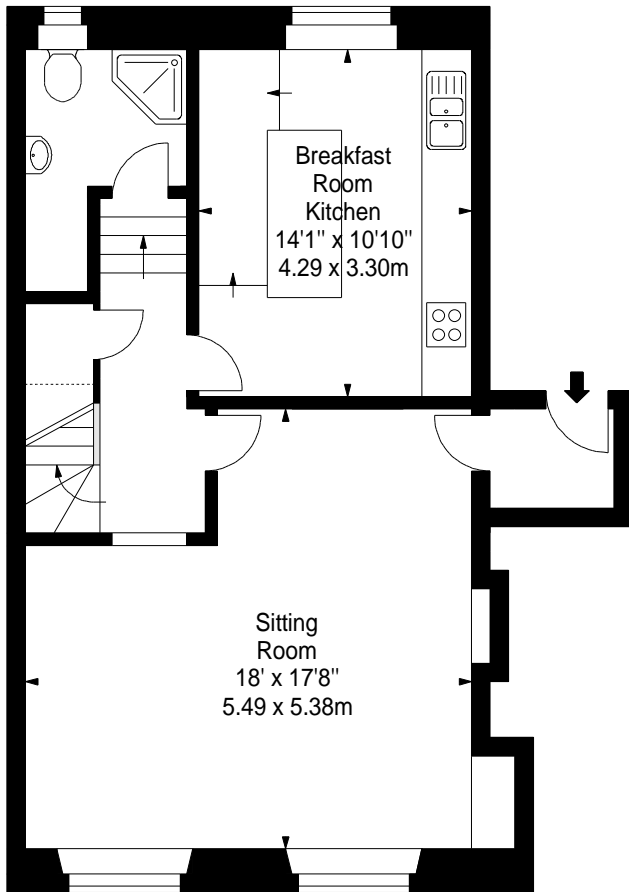 Breakfast
Room
Kitchen
14'1" x 10'10"
4.29 x 3.30m
Sitting
Room
18' x 17'8"
5.49 x 5.38m